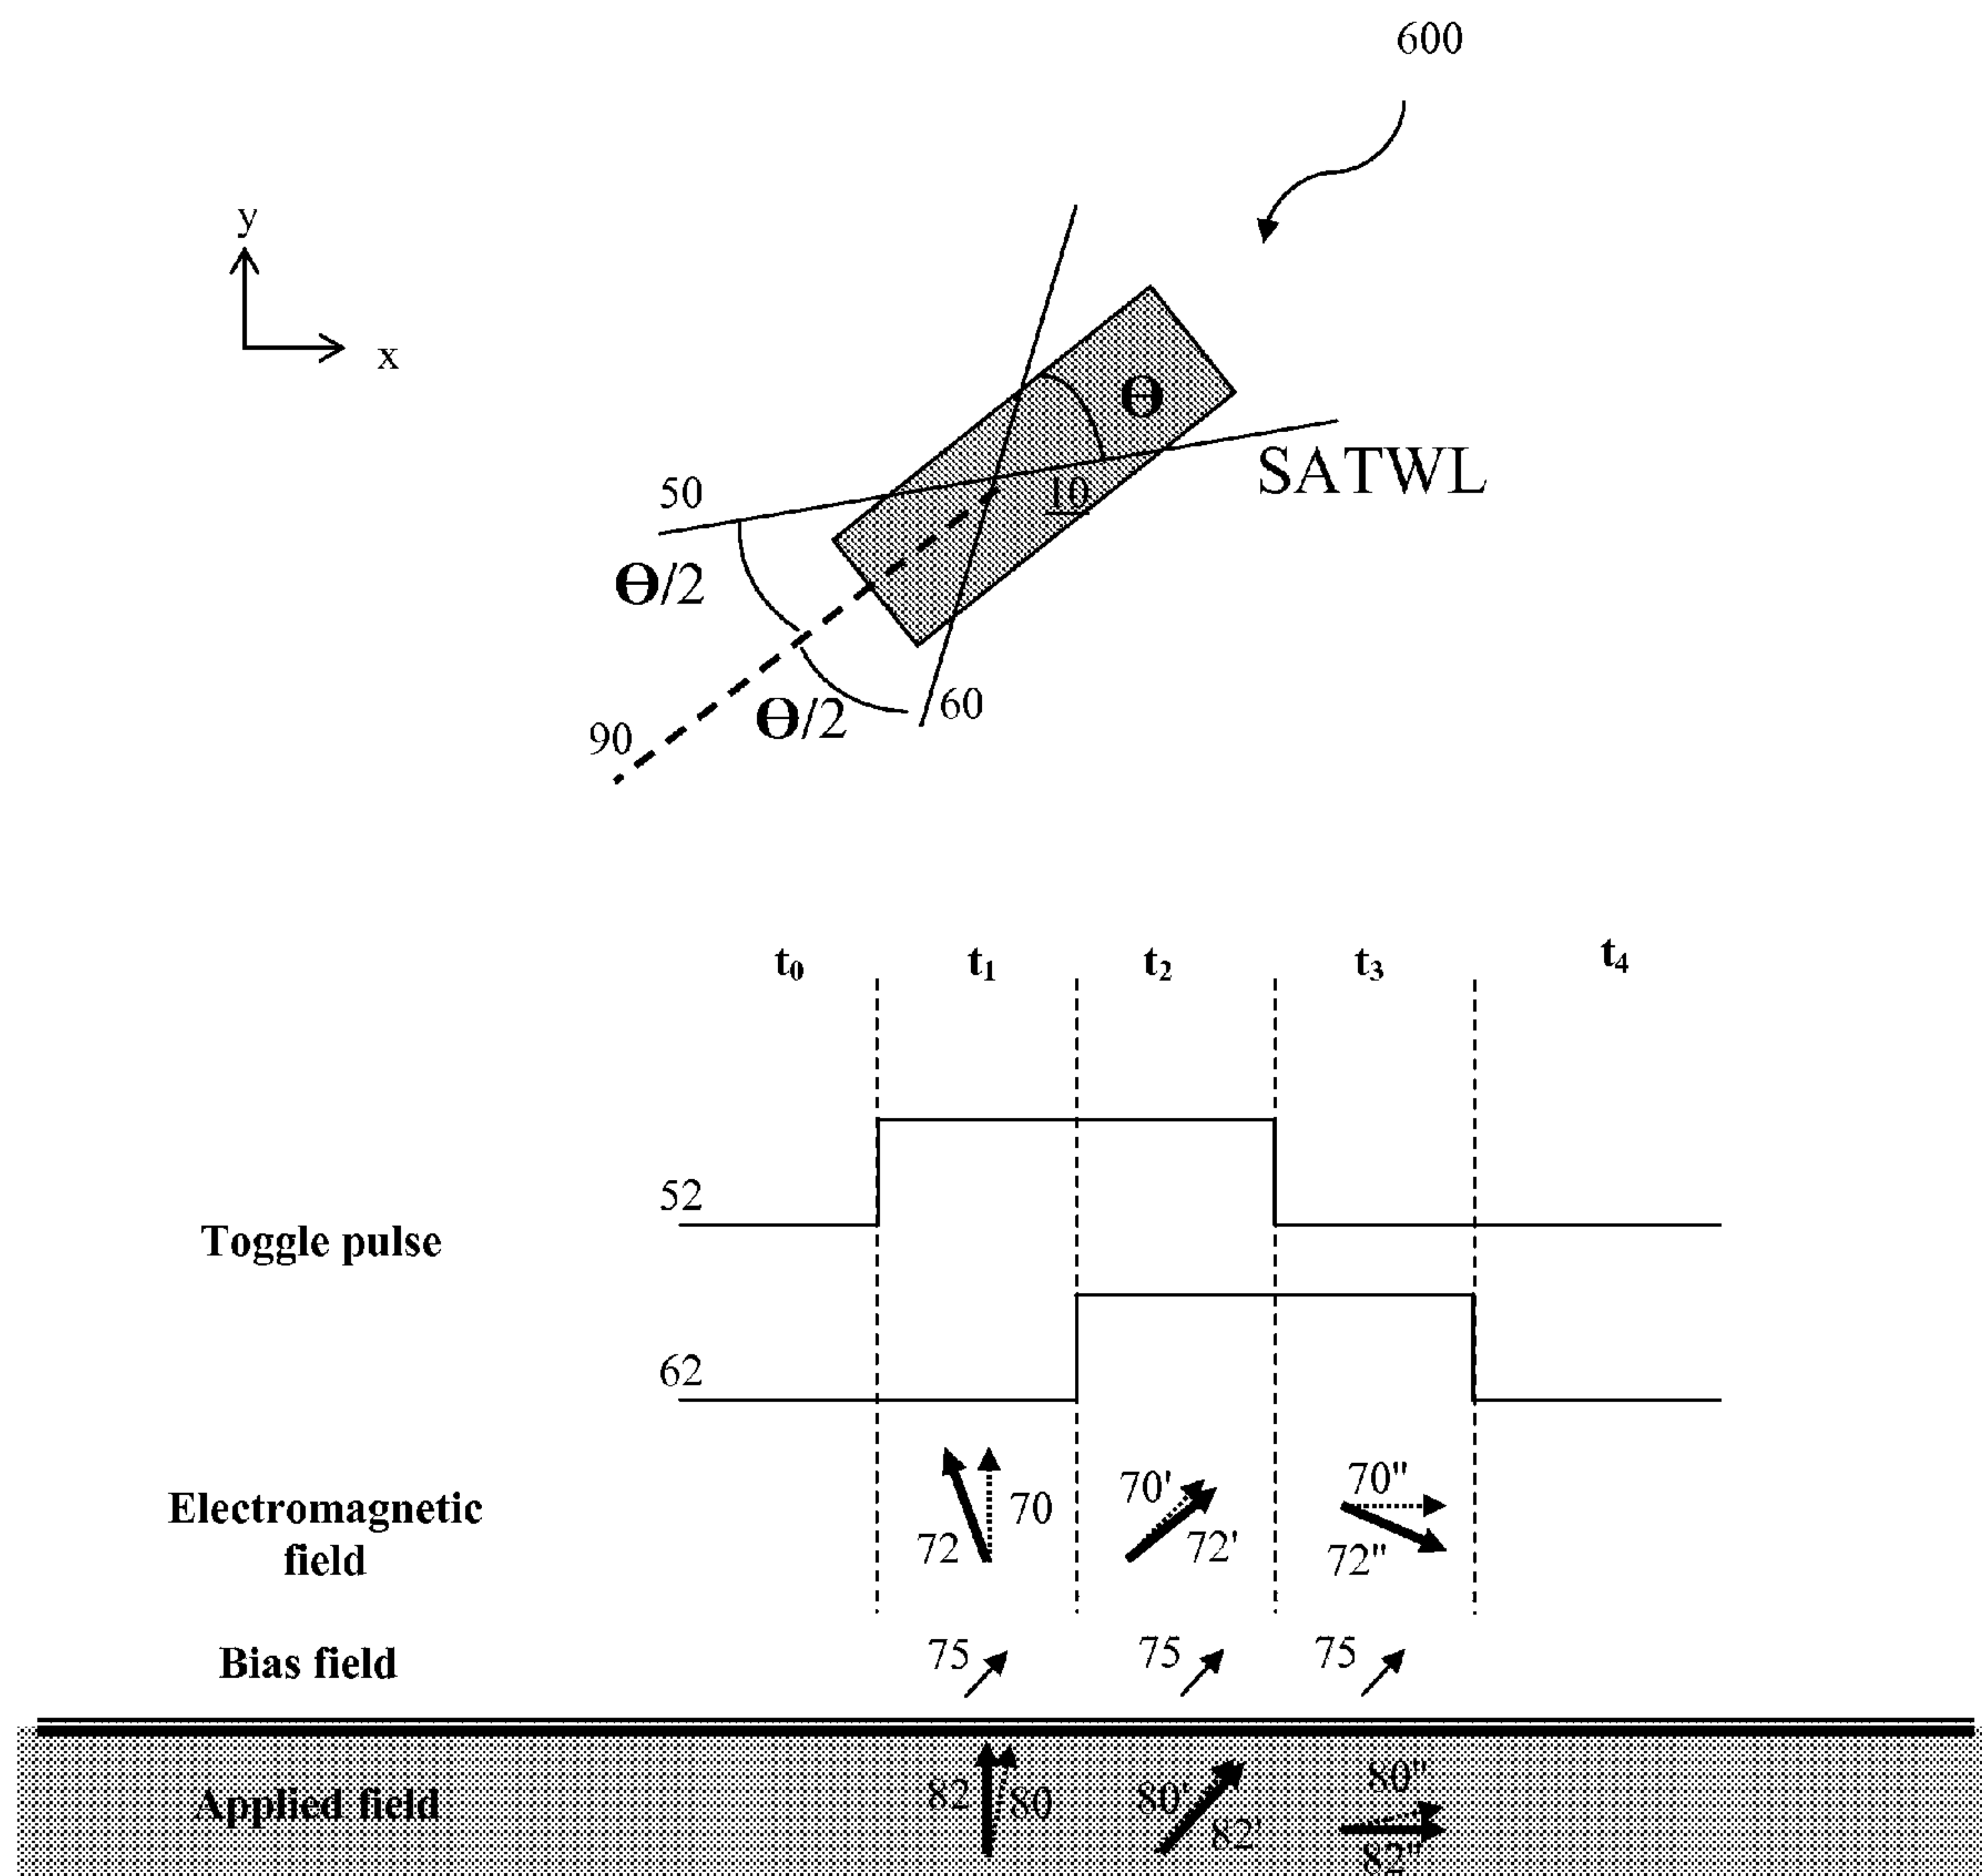 600
y
x
Ɵ
10
SATWL
50
Ɵ/2
60
Ɵ/2
90
t₀ t₁ t₂ t₃ t₄
52
Toggle pulse
62
Electromagnetic
field
72 70 70' 72' 70" 72"
Bias field
75 75 75
Applied field
82 80 80' 82' 80" 82"